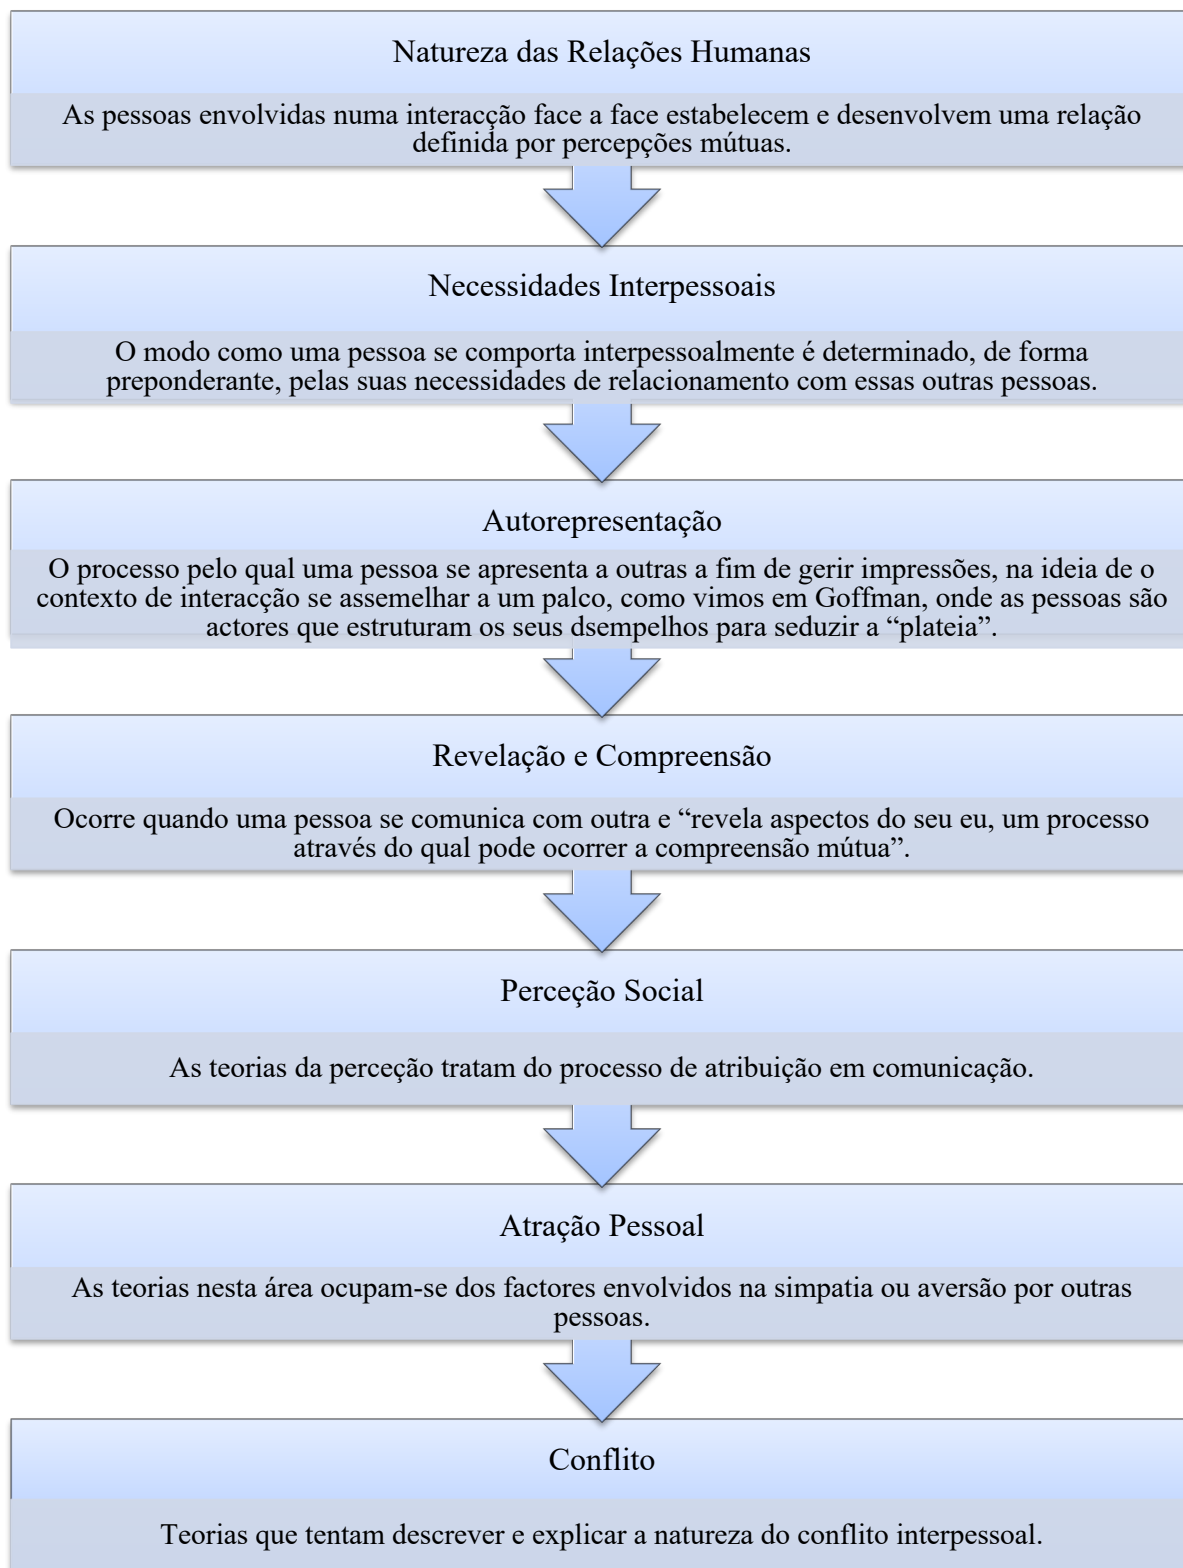 Natureza das Relações Humanas
As pessoas envolvidas numa interacção face a face estabelecem e desenvolvem uma relação
definida por percepções mútuas.
Necessidades Interpessoais
O modo como uma pessoa se comporta interpessoalmente é determinado, de forma
preponderante, pelas suas necessidades de relacionamento com essas outras pessoas.
Autorepresentação
O processo pelo qual uma pessoa se apresenta a outras a fim de gerir impressões, na ideia de o
contexto de interacção se assemelhar a um palco, como vimos em Goffman, onde as pessoas são
actores que estruturam os seus dsempelhos para seduzir a “plateia”.
Revelação e Compreensão
Ocorre quando uma pessoa se comunica com outra e “revela aspectos do seu eu, um processo
através do qual pode ocorrer a compreensão mútua”.
Perceção Social
As teorias da perceção tratam do processo de atribuição em comunicação.
Atração Pessoal
As teorias nesta área ocupam-se dos factores envolvidos na simpatia ou aversão por outras
pessoas.
Conflito
Teorias que tentam descrever e explicar a natureza do conflito interpessoal.